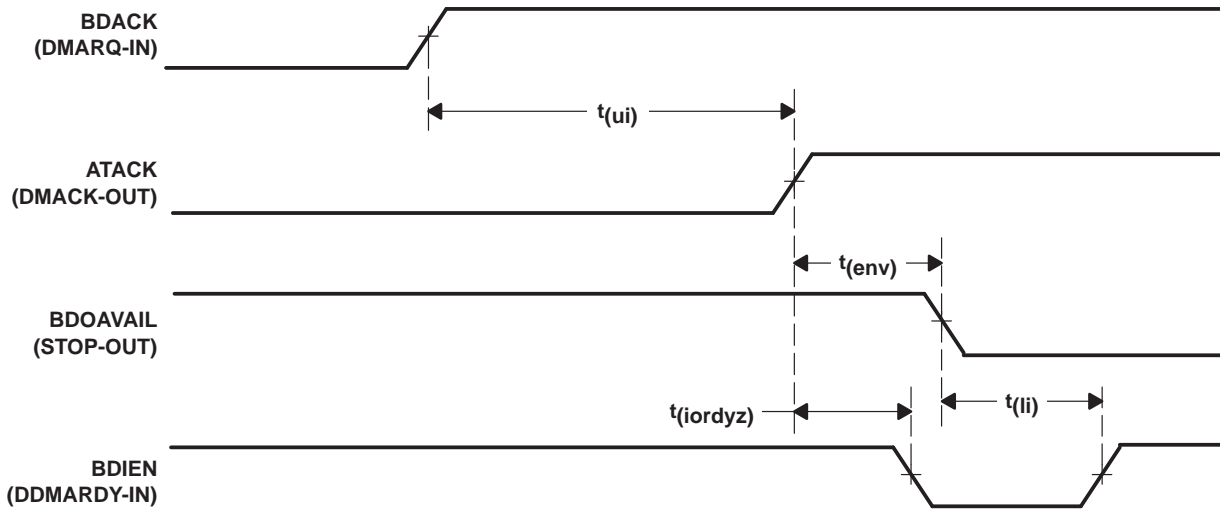 BDACK
(DMARQ-IN)
t(ui)
ATACK
(DMACK-OUT)
t(env)
BDOAVAIL
(STOP-OUT)
t(iordyz)
t(li)
BDIEN
(DDMARDY-IN)